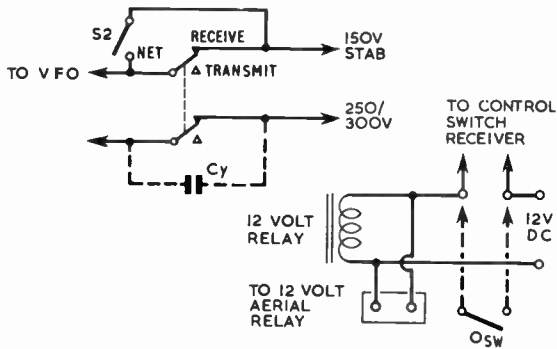 S2
RECEIVE
150V
STAB
NET
TO VFO
TRANSMIT
250/
300V
Cy
TO CONTROL
SWITCH
RECEIVER
12 VOLT
RELAY
12V
DC
TO 12 VOLT
AERIAL
RELAY
OSW